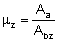 μz = Aa / Abz